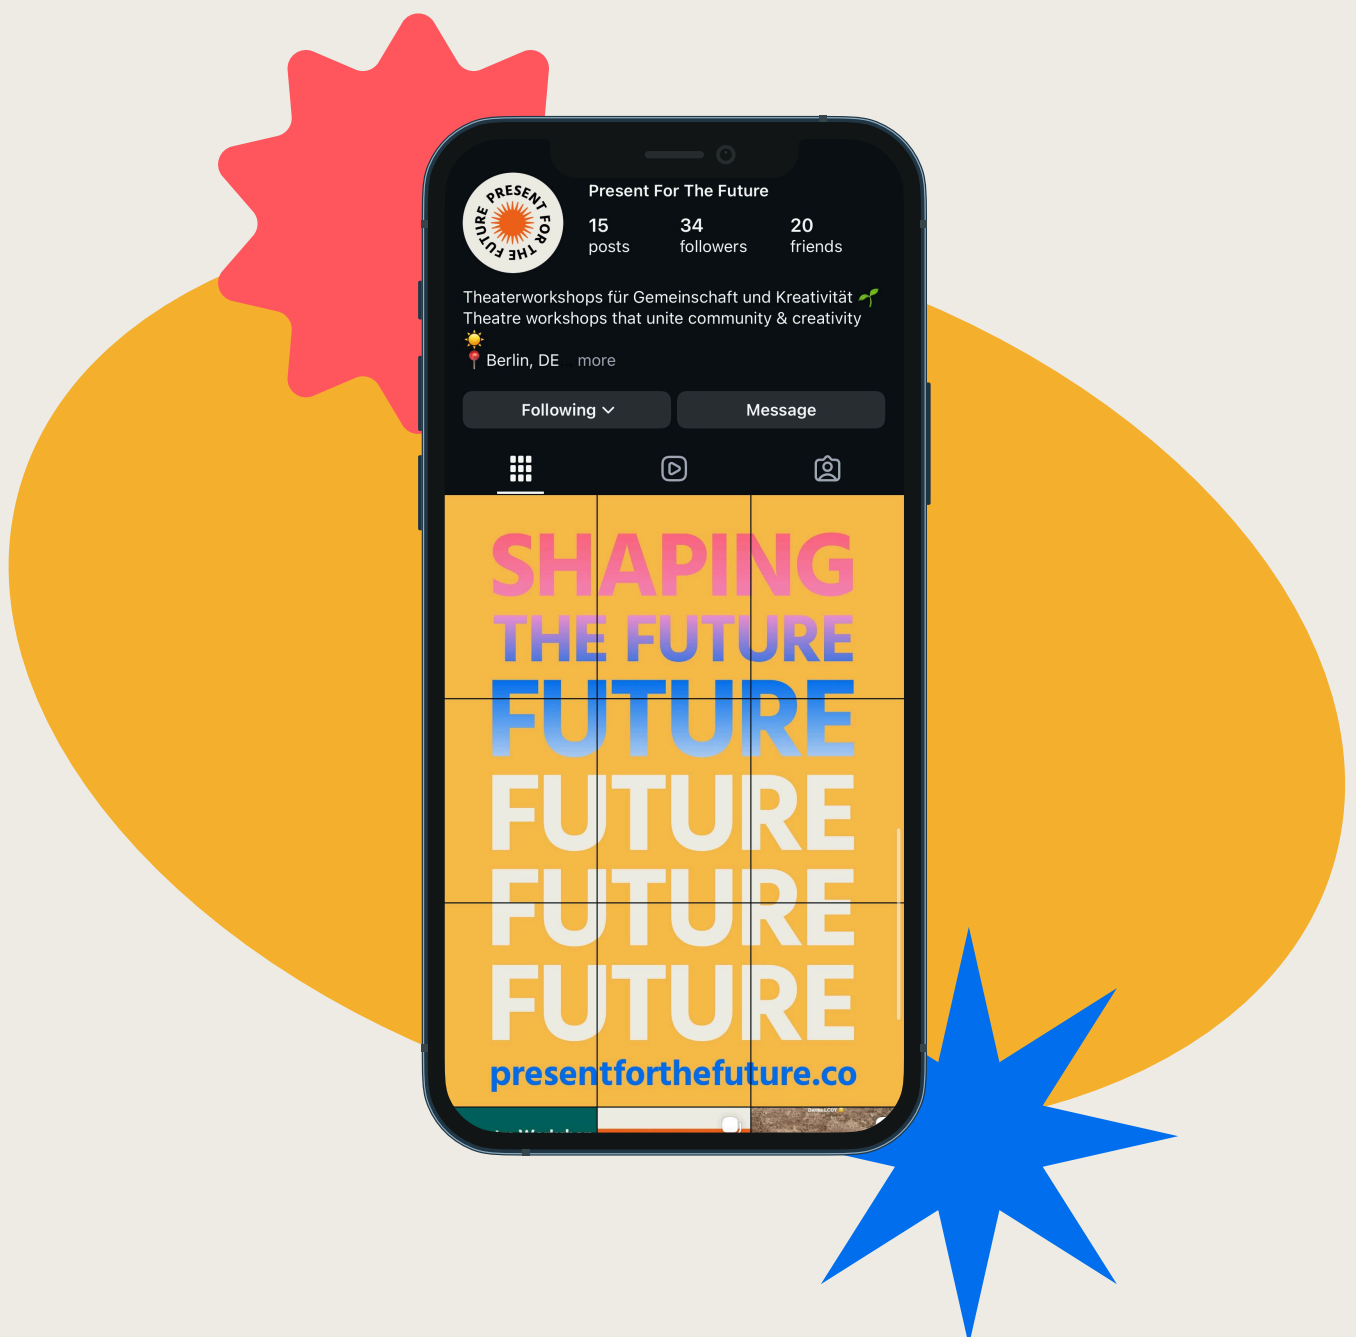 PRESENT FOR THE FUTURE
Present For The Future
15 34 20
posts followers friends
Theaterworkshops für Gemeinschaft und Kreativität 🌱
Theatre workshops that unite community & creativity
☀️
📍Berlin, DE... more
Following Message
SHAPING
THE FUTURE
FUTURE
FUTURE
FUTURE
FUTURE
presentforthefuture.co